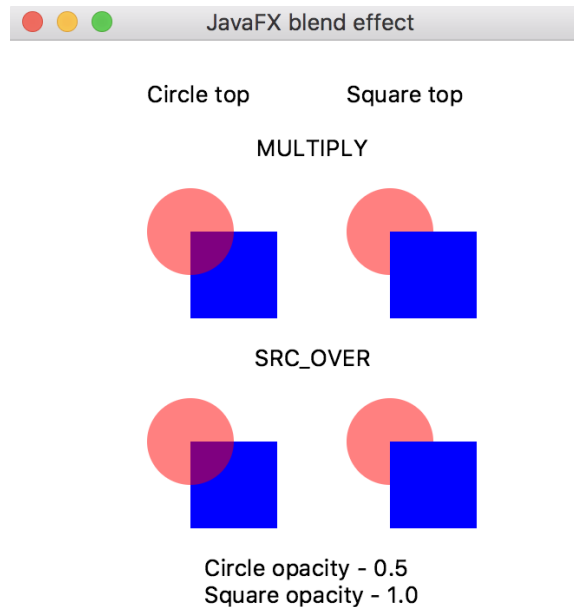 JavaFX blend effect
Circle top Square top
MULTIPLY
SRC_OVER
Circle opacity - 0.5
Square opacity - 1.0